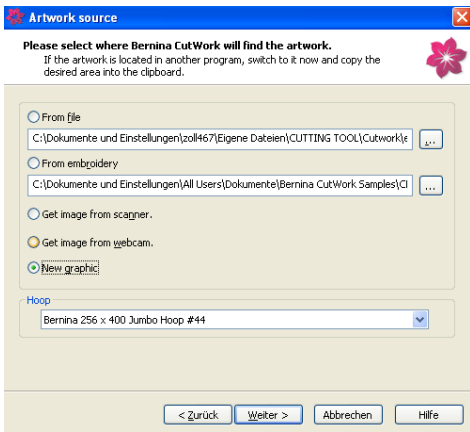 Artwork source
Please select where Bernina CutWork will find the artwork.
If the artwork is located in another program, switch to it now and copy the
desired area into the clipboard.
From file
C:\Dokumente und Einstellungen\zoll467\Eigene Dateien\CUTTING TOOL\Cutwork\e
...
From embroidery
C:\Dokumente und Einstellungen\All Users\Dokumente\Bernina CutWork Samples\Cl
...
Get image from scanner.
Get image from webcam.
New graphic
Hoop
Bernina 256 x 400 Jumbo Hoop #44
< Zurück Weiter > Abbrechen Hilfe